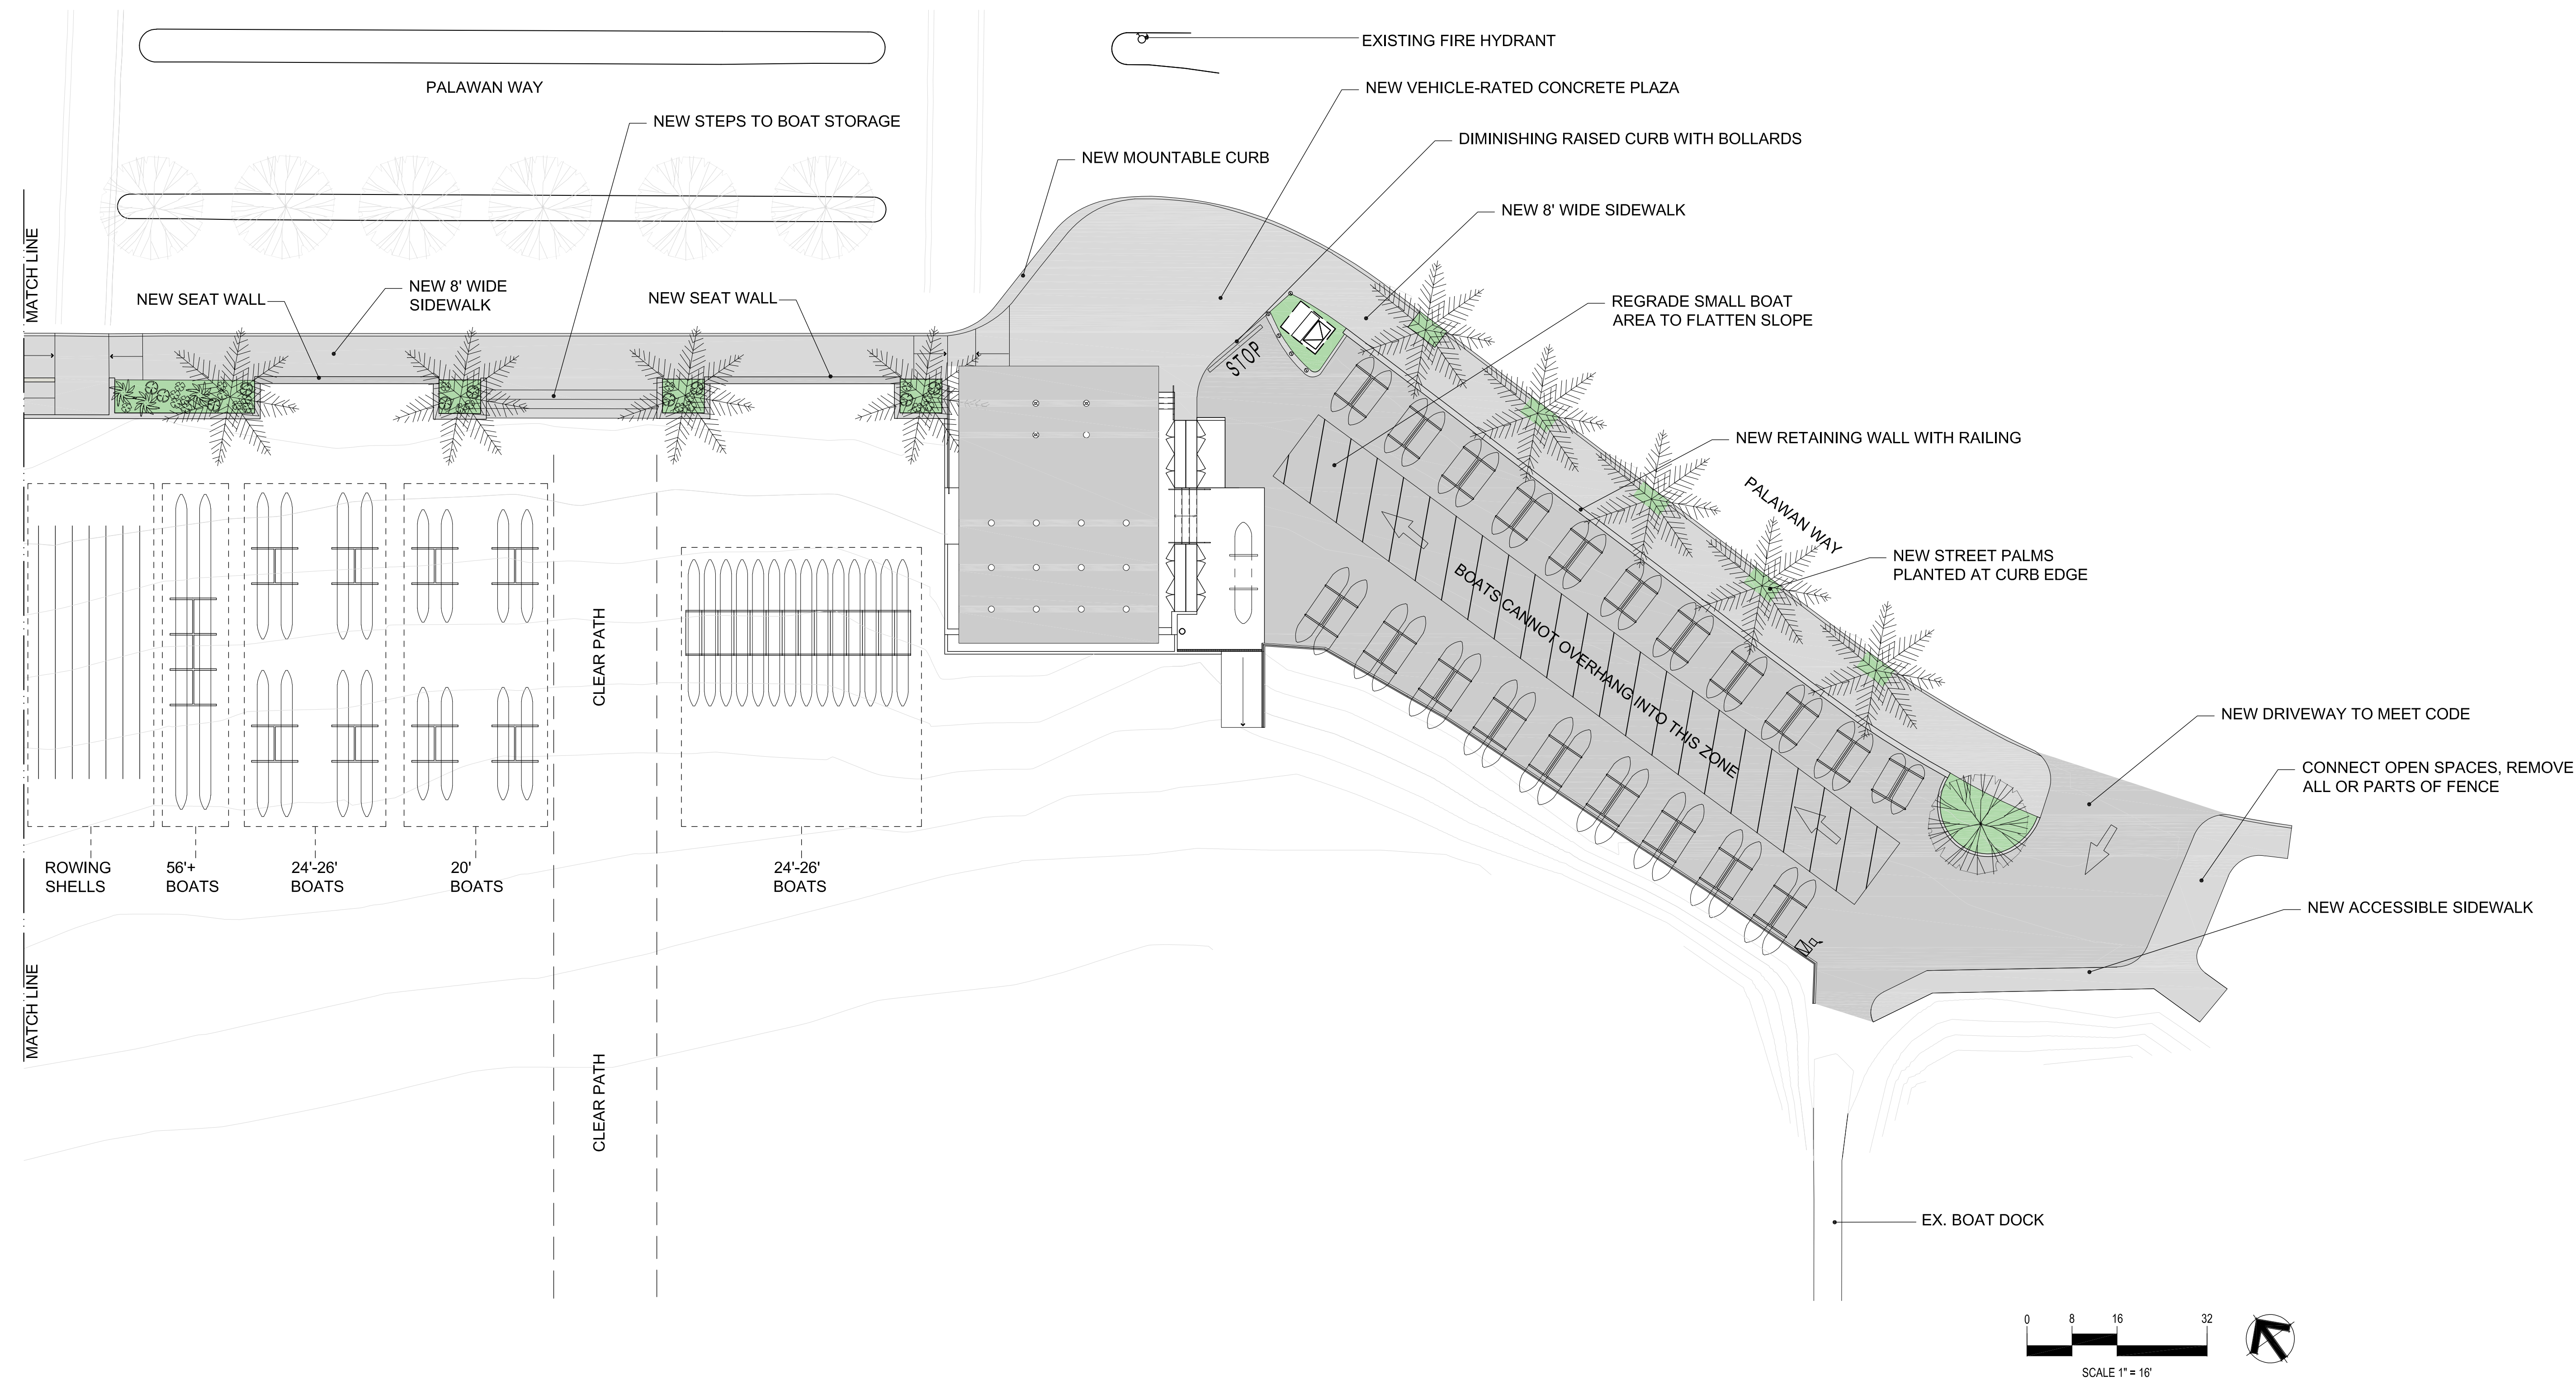 EXISTING FIRE HYDRANT
PALAWAN WAY
NEW VEHICLE-RATED CONCRETE PLAZA
NEW STEPS TO BOAT STORAGE
DIMINISHING RAISED CURB WITH BOLLARDS
NEW MOUNTABLE CURB
NEW 8' WIDE SIDEWALK
MATCH LINE
NEW SEAT WALL
NEW 8' WIDE
SIDEWALK
NEW SEAT WALL
REGRADE SMALL BOAT
AREA TO FLATTEN SLOPE
STOP
NEW RETAINING WALL WITH RAILING
PALAWAN WAY
NEW STREET PALMS
PLANTED AT CURB EDGE
BOATS CANNOT OVERHANG INTO THIS ZONE
CLEAR PATH
NEW DRIVEWAY TO MEET CODE
CONNECT OPEN SPACES, REMOVE
ALL OR PARTS OF FENCE
ROWING
SHELLS
56'+
BOATS
24'-26'
BOATS
20'
BOATS
24'-26'
BOATS
NEW ACCESSIBLE SIDEWALK
MATCH LINE
CLEAR PATH
EX. BOAT DOCK
0 8 16 32
SCALE 1" = 16'